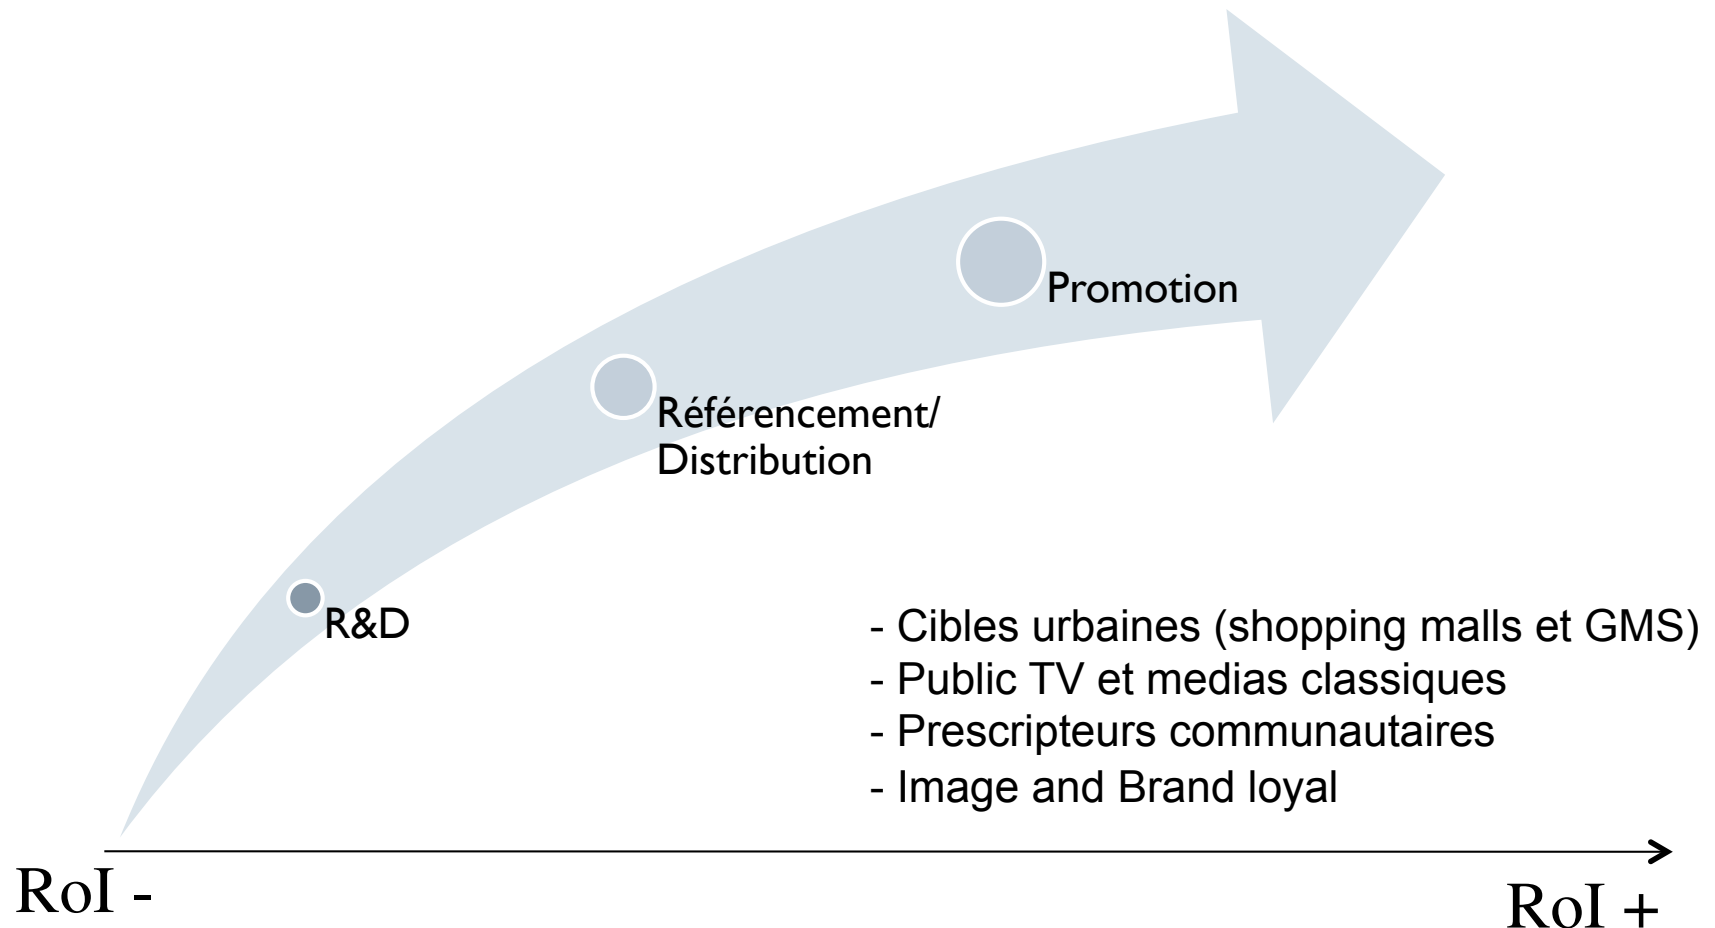 Promotion
Référencement/
Distribution
R&D
- Cibles urbaines (shopping malls et GMS)
- Public TV et medias classiques
- Prescripteurs communautaires
- Image and Brand loyal
RoI -
RoI +